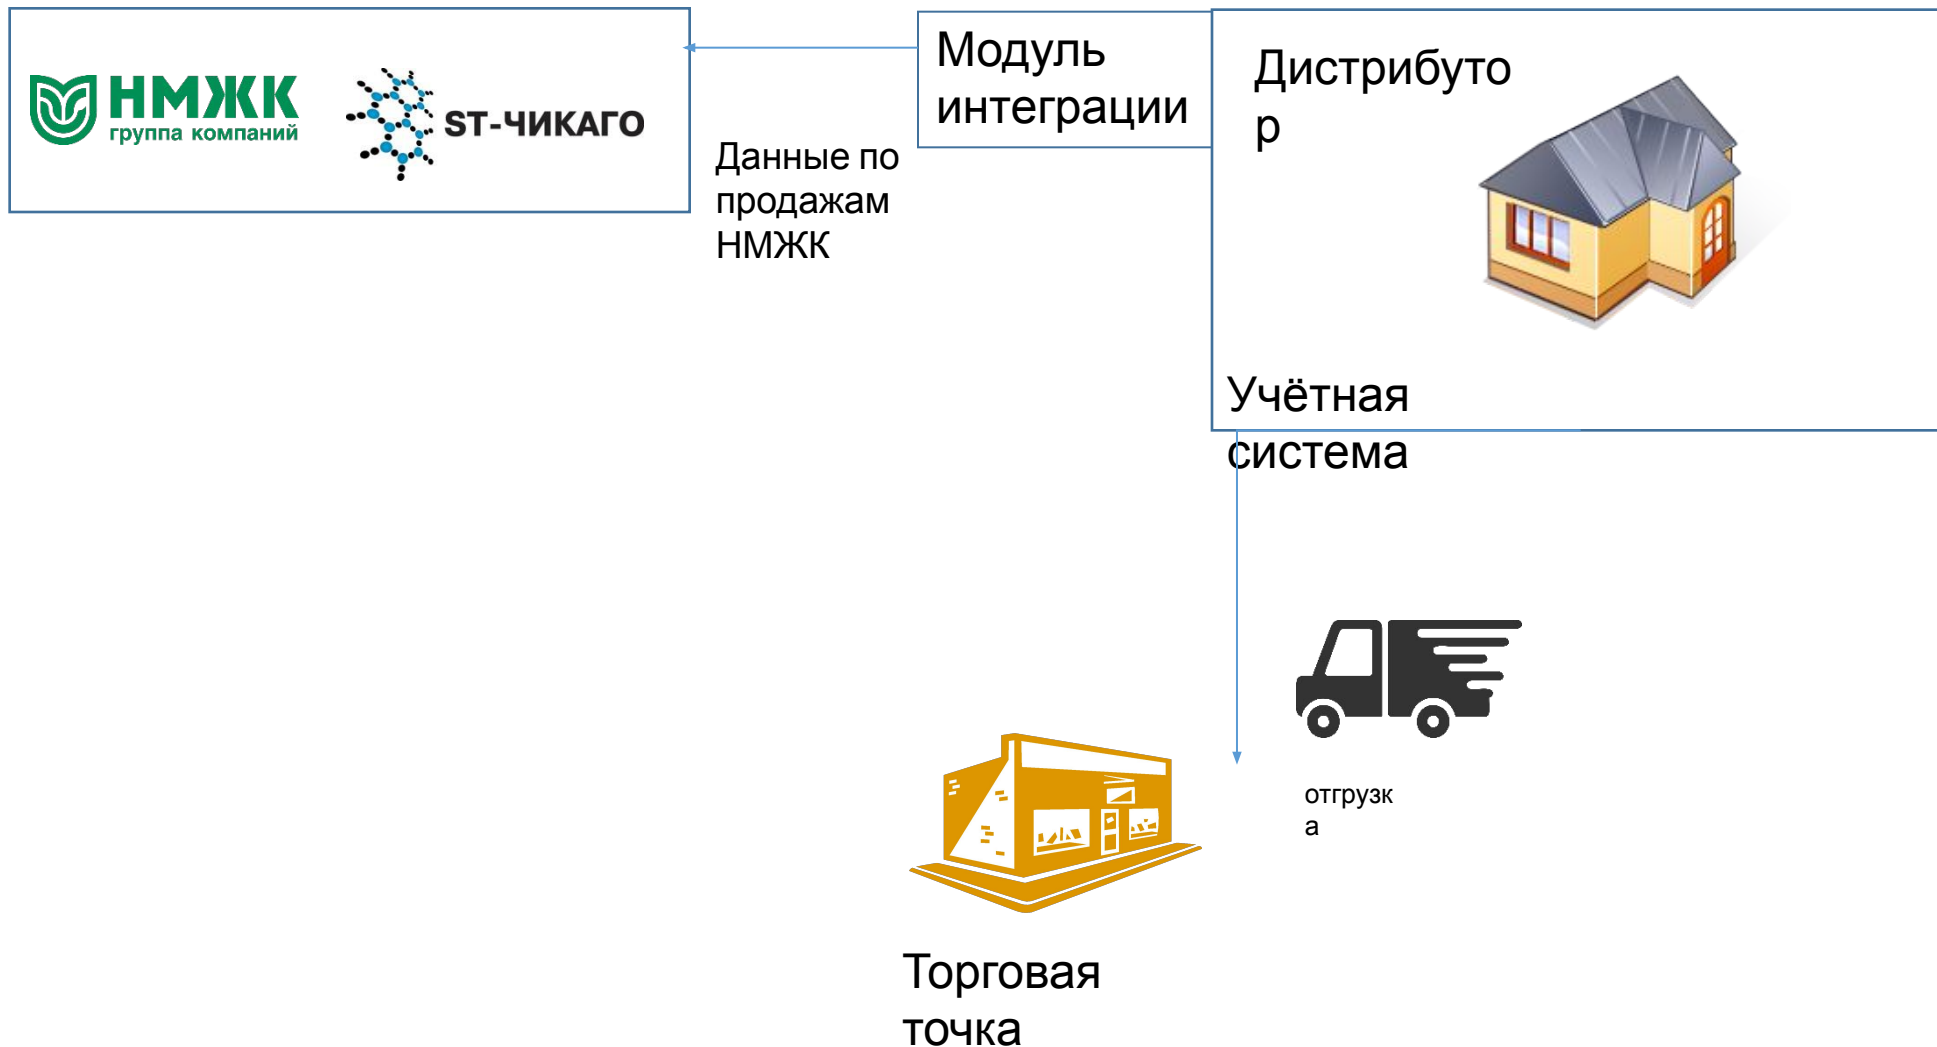 НМЖК
группа компаний
ST-ЧИКАГО
Данные по
продажам
НМЖК
Модуль
интеграции
Дистрибуто
р
Учётная
система
отгрузк
а
Торговая
точка